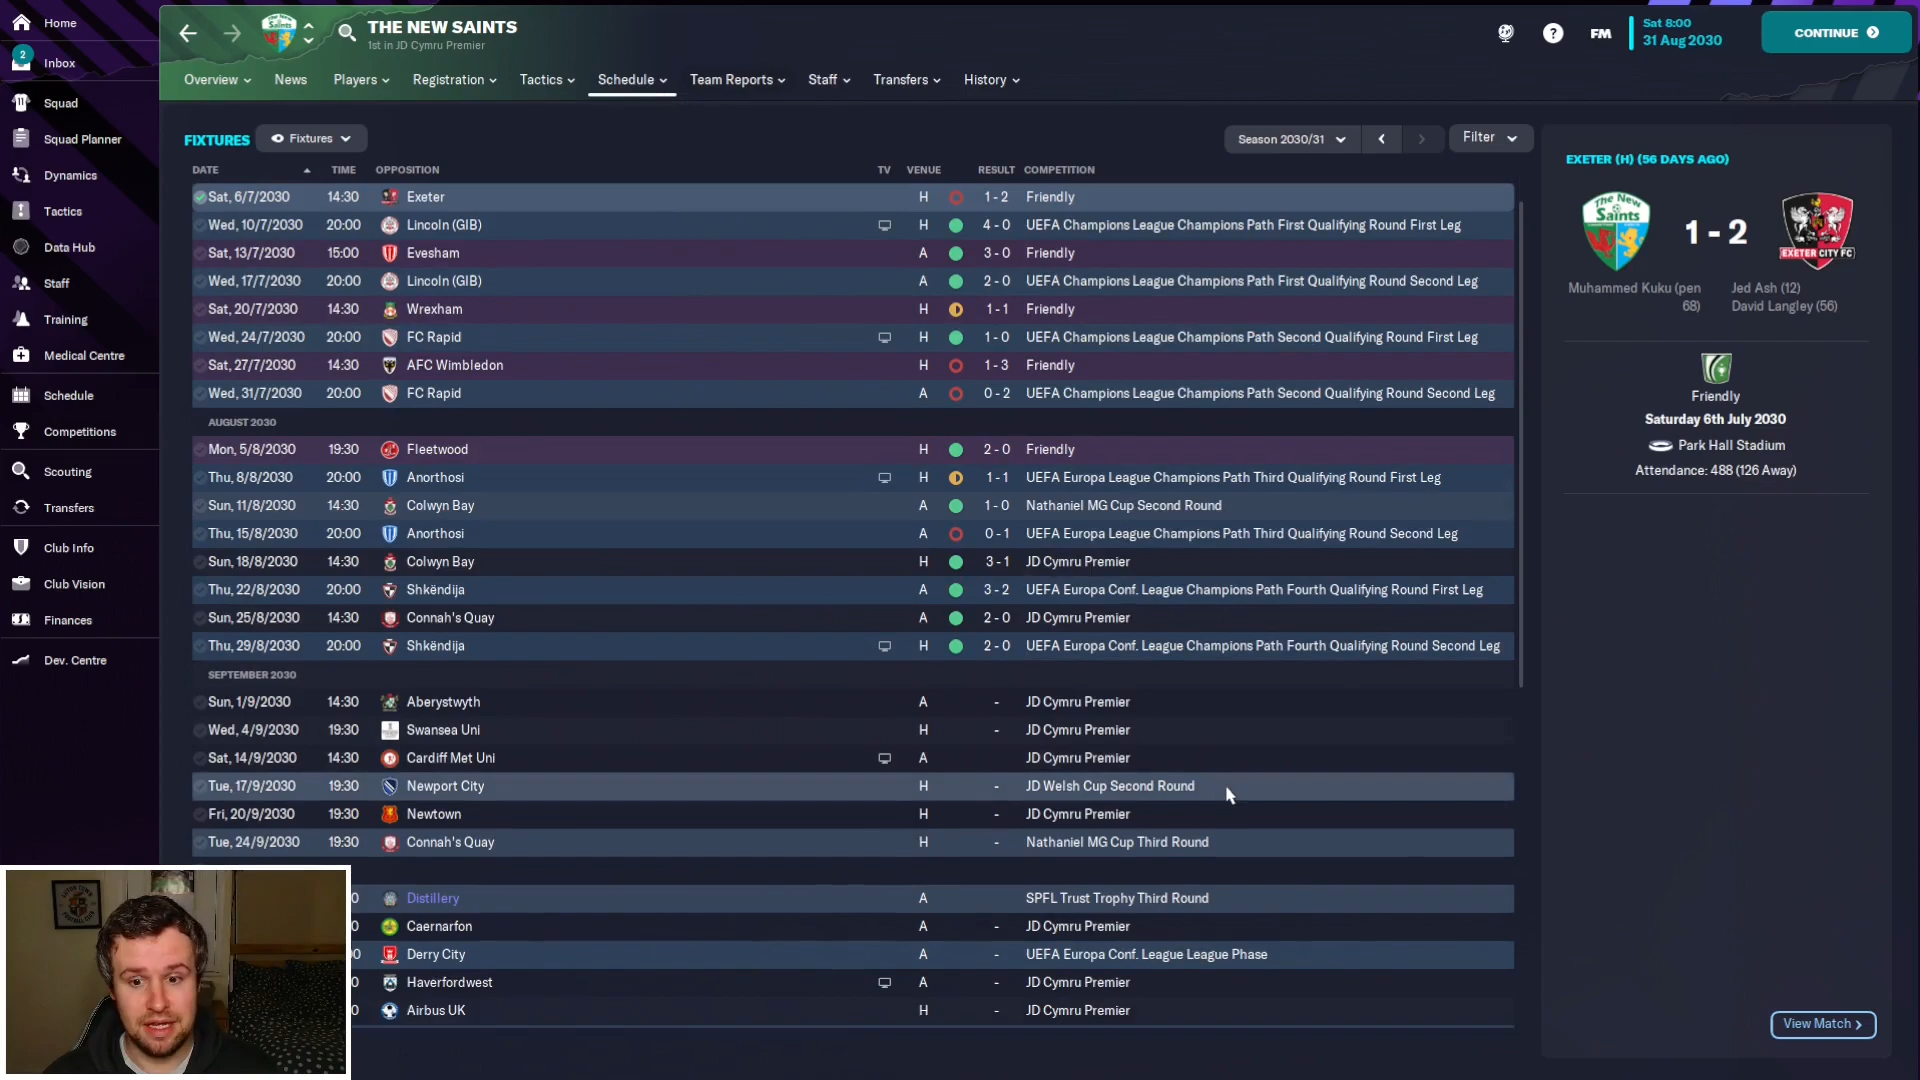 Home
2
Inbox
Squad
Squad Planner
Dynamics
Tactics
Data Hub
Staff
Training
Medical Centre
Schedule
Competitions
Scouting
Transfers
Club Info
Club Vision
Finances
Dev. Centre
THE NEW SAINTS
1st in JD Cymru Premier
FM
Sat 8:00
31 Aug 2030
CONTINUE
Overview News Players Registration Tactics Schedule Team Reports Staff Transfers History
FIXTURES Fixtures Season 2030/31 Filter
DATE TIME OPPOSITION TV VENUE RESULT COMPETITION
Sat, 6/7/2030 14:30 Exeter H 1 - 2 Friendly
Wed, 10/7/2030 20:00 Lincoln (GIB) H 4 - 0 UEFA Champions League Champions Path First Qualifying Round First Leg
Sat, 13/7/2030 15:00 Evesham A 3 - 0 Friendly
Wed, 17/7/2030 20:00 Lincoln (GIB) A 2 - 0 UEFA Champions League Champions Path First Qualifying Round Second Leg
Sat, 20/7/2030 14:30 Wrexham H 1 - 1 Friendly
Wed, 24/7/2030 20:00 FC Rapid H 1 - 0 UEFA Champions League Champions Path Second Qualifying Round First Leg
Sat, 27/7/2030 14:30 AFC Wimbledon H 1 - 3 Friendly
Wed, 31/7/2030 20:00 FC Rapid A 0 - 2 UEFA Champions League Champions Path Second Qualifying Round Second Leg
AUGUST 2030
Mon, 5/8/2030 19:30 Fleetwood H 2 - 0 Friendly
Thu, 8/8/2030 20:00 Anorthosi H 1 - 1 UEFA Europa League Champions Path Third Qualifying Round First Leg
Sun, 11/8/2030 14:30 Colwyn Bay A 1 - 0 Nathaniel MG Cup Second Round
Thu, 15/8/2030 20:00 Anorthosi A 0 - 1 UEFA Europa League Champions Path Third Qualifying Round Second Leg
Sun, 18/8/2030 14:30 Colwyn Bay H 3 - 1 JD Cymru Premier
Thu, 22/8/2030 20:00 Shkëndija A 3 - 2 UEFA Europa Conf. League Champions Path Fourth Qualifying Round First Leg
Sun, 25/8/2030 14:30 Connah's Quay A 2 - 0 JD Cymru Premier
Thu, 29/8/2030 20:00 Shkëndija H 2 - 0 UEFA Europa Conf. League Champions Path Fourth Qualifying Round Second Leg
SEPTEMBER 2030
Sun, 1/9/2030 14:30 Aberystwyth A - JD Cymru Premier
Wed, 4/9/2030 19:30 Swansea Uni H - JD Cymru Premier
Sat, 14/9/2030 14:30 Cardiff Met Uni A - JD Cymru Premier
Tue, 17/9/2030 19:30 Newport City H - JD Welsh Cup Second Round
Fri, 20/9/2030 19:30 Newtown H - JD Cymru Premier
Tue, 24/9/2030 19:30 Connah's Quay H - Nathaniel MG Cup Third Round
0 Distillery A SPFL Trust Trophy Third Round
0 Caernarfon A - JD Cymru Premier
0 Derry City A - UEFA Europa Conf. League League Phase
0 Haverfordwest A - JD Cymru Premier
0 Airbus UK H - JD Cymru Premier
EXETER (H) (56 DAYS AGO)
The New Saints
1 - 2
EXETER CITY FC
Muhammed Kuku (pen 68)
Jed Ash (12)
David Langley (56)
Friendly
Saturday 6th July 2030
Park Hall Stadium
Attendance: 488 (126 Away)
View Match